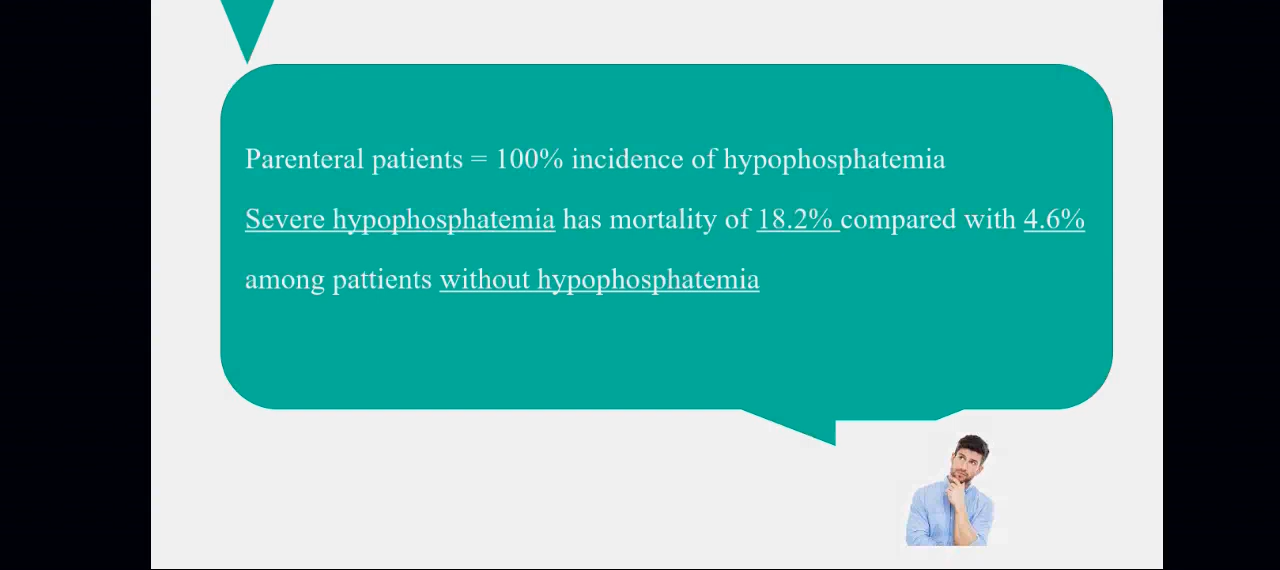 Parenteral patients = 100% incidence of hypophosphatemia
Severe hypophosphatemia has mortality of 18.2% compared with 4.6%
among pattients without hypophosphatemia